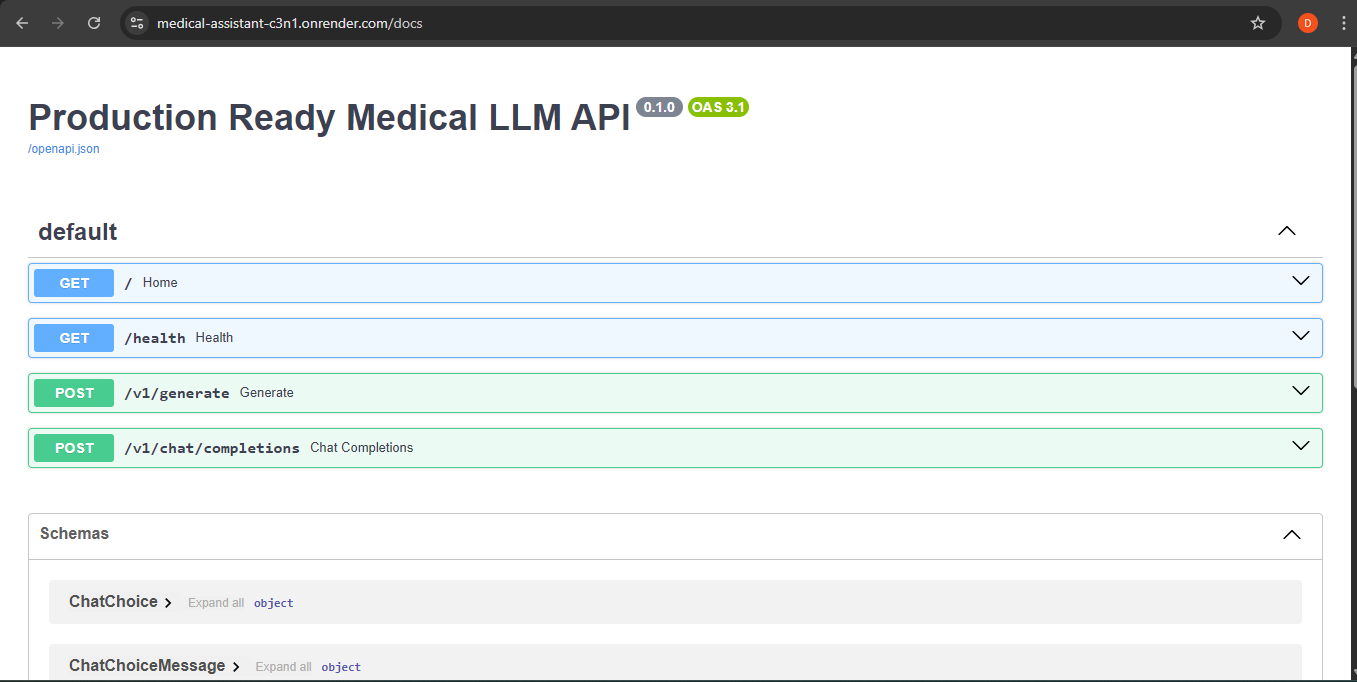 medical-assistant-c3n1.onrender.com/docs
D
Production Ready Medical LLM API 0.1.0 OAS 3.1
/openapi.json
default
GET / Home
GET /health Health
POST /v1/generate Generate
POST /v1/chat/completions Chat Completions
Schemas
ChatChoice Expand all object
ChatChoiceMessage Expand all object